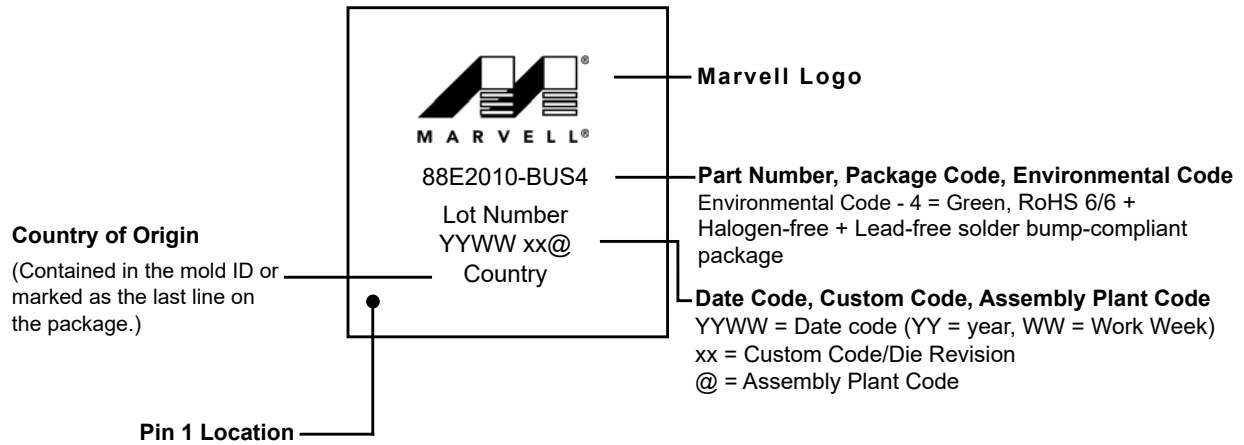 MARVELL®
®
88E2010-BUS4
Lot Number
YYWW xx@
Country
Marvell Logo
Part Number, Package Code, Environmental Code
Environmental Code - 4 = Green, RoHS 6/6 +
Halogen-free + Lead-free solder bump-compliant
package
Date Code, Custom Code, Assembly Plant Code
YYWW = Date code (YY = year, WW = Work Week)
xx = Custom Code/Die Revision
@ = Assembly Plant Code
Country of Origin
(Contained in the mold ID or
marked as the last line on
the package.)
Pin 1 Location